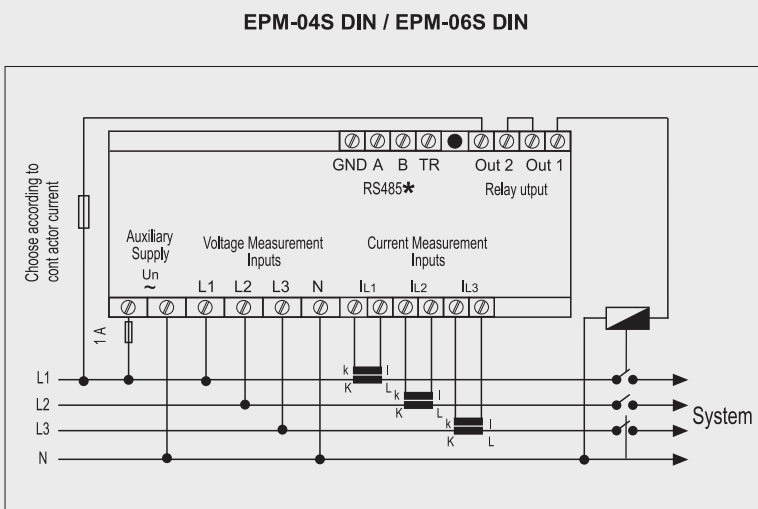 EPM-04S DIN / EPM-06S DIN
GND A B TR Out 2 Out 1
RS485* Relay utput
Choose according to
cont actor current
Auxiliary
Supply
Un
~
Voltage Measurement
Inputs
L1 L2 L3 N
Current Measurement
Inputs
IL1 IL2 IL3
1 A
k l
K L
k l
K L
k l
K L
L1
L2
L3
N
System